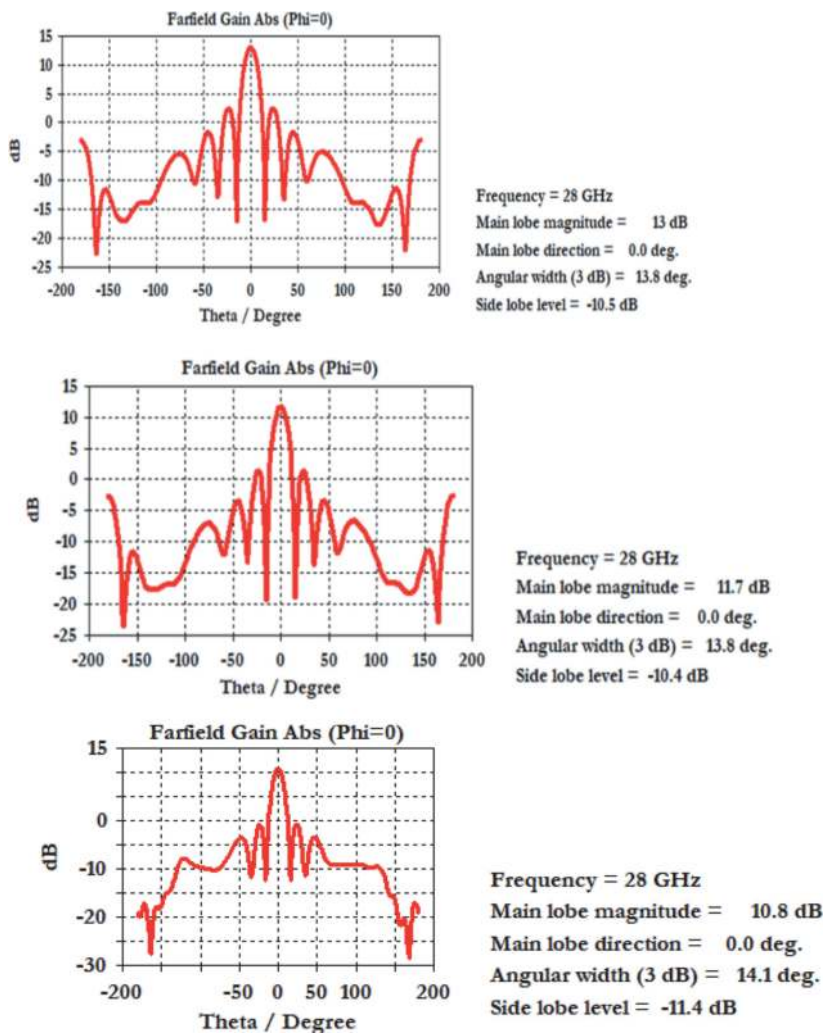 Farfield Gain Abs (Phi=0)
15
10
5
0
-5
-10
-15
-20
-25
dB
-200 -150 -100 -50 0 50 100 150 200
Theta / Degree
Frequency = 28 GHz
Main lobe magnitude = 13 dB
Main lobe direction = 0.0 deg.
Angular width (3 dB) = 13.8 deg.
Side lobe level = -10.5 dB
Farfield Gain Abs (Phi=0)
15
10
5
0
-5
-10
-15
-20
-25
dB
-200 -150 -100 -50 0 50 100 150 200
Theta / Degree
Frequency = 28 GHz
Main lobe magnitude = 11.7 dB
Main lobe direction = 0.0 deg.
Angular width (3 dB) = 13.8 deg.
Side lobe level = -10.4 dB
Farfield Gain Abs (Phi=0)
15
0
-10
-20
-30
dB
-200 -50 0 50 100 200
Theta / Degree
Frequency = 28 GHz
Main lobe magnitude = 10.8 dB
Main lobe direction = 0.0 deg.
Angular width (3 dB) = 14.1 deg.
Side lobe level = -11.4 dB